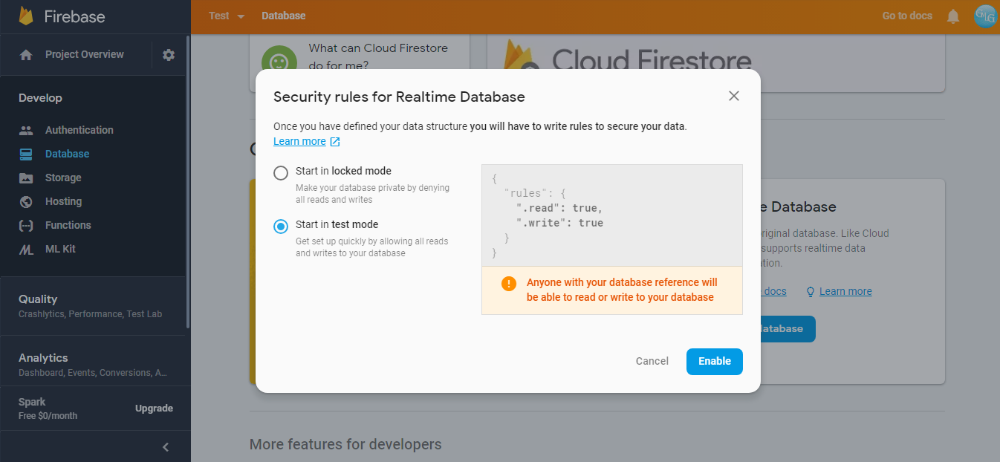 Firebase
Project Overview
Develop
Authentication
Database
Storage
Hosting
Functions
ML Kit
Quality
Crashlytics, Performance, Test Lab
Analytics
Dashboard, Events, Conversions, A...
Spark
Free $0/month
Upgrade
Test
Database
Go to docs
What can Cloud Firestore
do for me?
Cloud Firestore
Security rules for Realtime Database
Once you have defined your data structure you will have to write rules to secure your data.
Learn more
Start in locked mode
Make your database private by denying
all reads and writes
Start in test mode
Get set up quickly by allowing all reads
and writes to your database
{
"rules": {
".read": true,
".write": true
}
}
Anyone with your database reference will
be able to read or write to your database
Cancel
Enable
Database
database. Like Cloud
supports realtime data
docs
Learn more
More features for developers